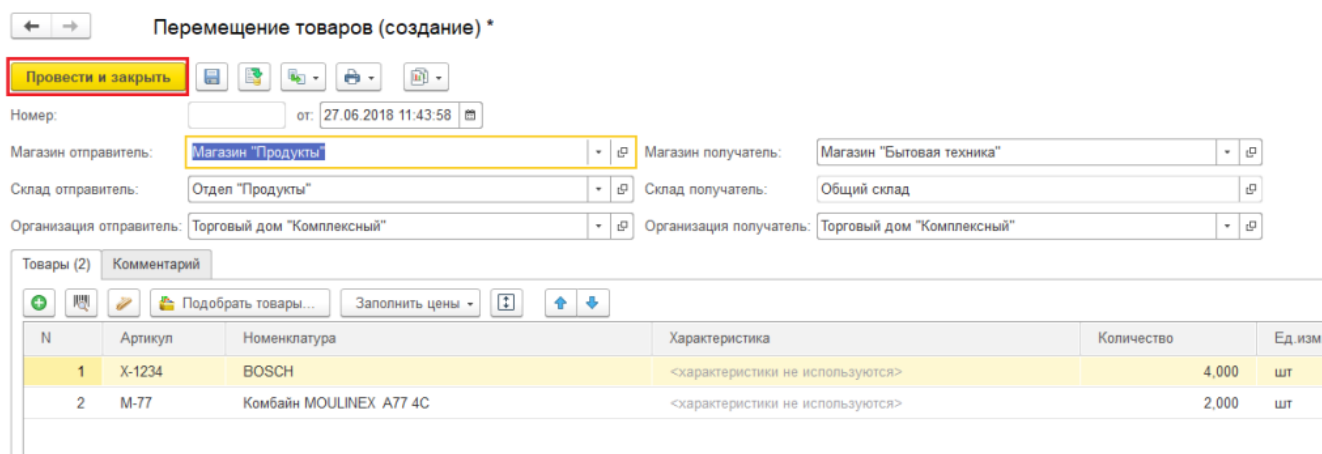 Перемещение товаров (создание) *
Провести и закрыть
Номер: от: 27.06.2018 11:43:58
Магазин отправитель: Магазин "Продукты" Магазин получатель: Магазин "Бытовая техника"
Склад отправитель: Отдел "Продукты" Склад получатель: Общий склад
Организация отправитель: Торговый дом "Комплексный" Организация получатель: Торговый дом "Комплексный"
Товары (2) Комментарий
Подобрать товары... Заполнить цены
N Артикул Номенклатура Характеристика Количество Ед.изм
1 X-1234 BOSCH <характеристики не используются> 4,000 шт
2 M-77 Комбайн MOULINEX A77 4C <характеристики не используются> 2,000 шт